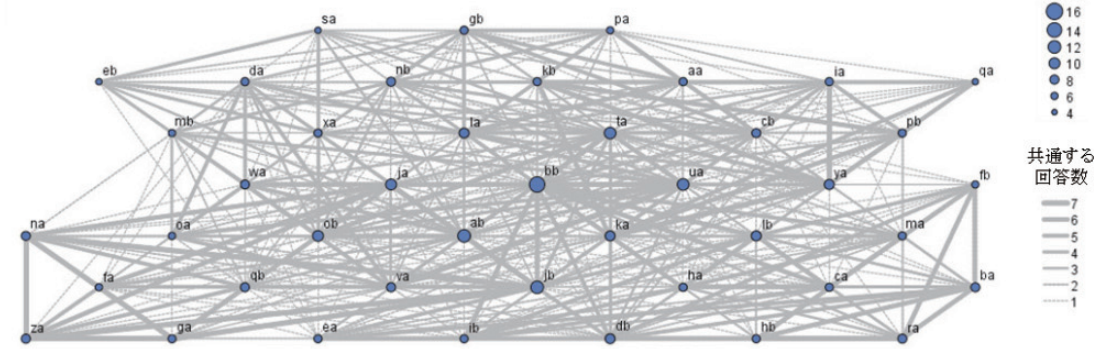 sa gb pa
eb da nb kb aa ia qa
mb xa la ta cb pb
wa ja bb ua ya fb
na oa ob ab ka lb ma
fa qb va jb ha ca ba
za ga ea ib db hb ra
16
14
12
10
8
6
4
共通する
回答数
7
6
5
4
3
2
1